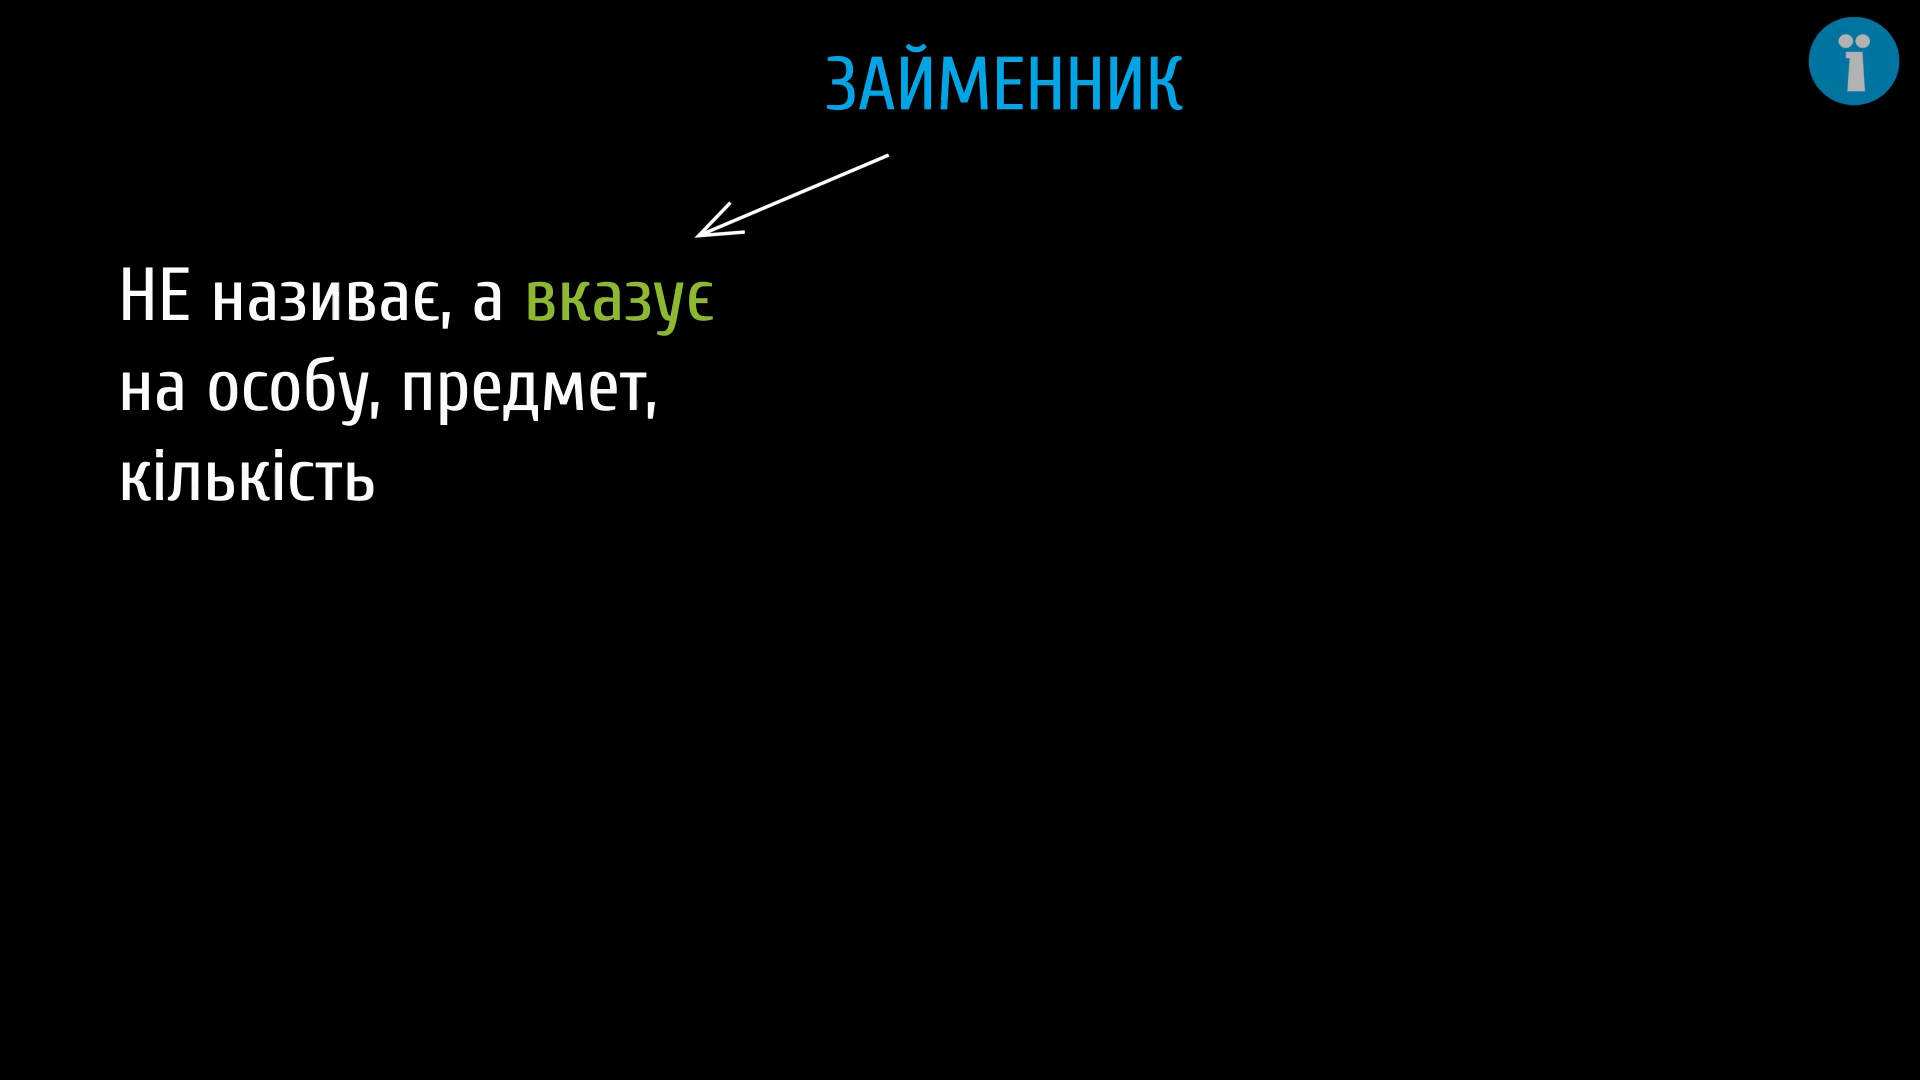 ЗАЙМЕННИК
ї
НЕ називає, а вказує
на особу, предмет,
кількість